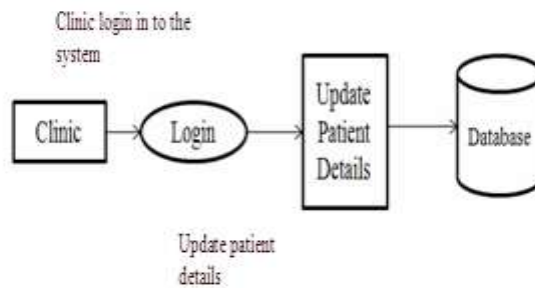 Clinic login in to the
system
Clinic
Login
Update
Patient
Details
Database
Update patient
details